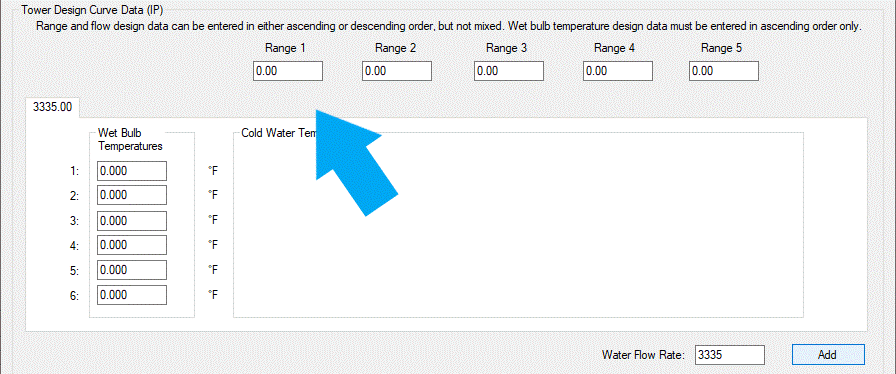 Tower Design Curve Data (IP)
Range and flow design data can be entered in either ascending or descending order, but not mixed. Wet bulb temperature design data must be entered in ascending order only.
Range 1 Range 2 Range 3 Range 4 Range 5
0.00 0.00 0.00 0.00 0.00
3335.00
Wet Bulb
Temperatures
Cold Water
1: 0.000 °F
2: 0.000 °F
3: 0.000 °F
4: 0.000 °F
5: 0.000 °F
6: 0.000 °F
Water Flow Rate: 3335 Add